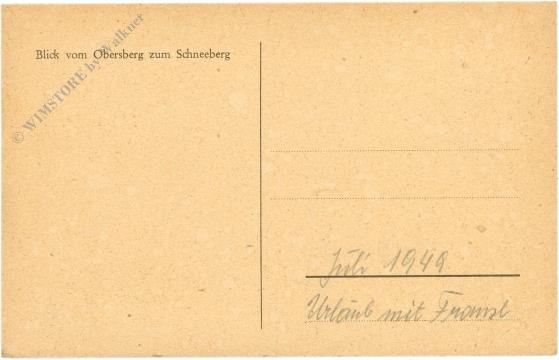 © WIMSTORE by Walkner
Blick vom Obersberg zum Schneeberg
Juli 1949
Urlaub mit Franzl